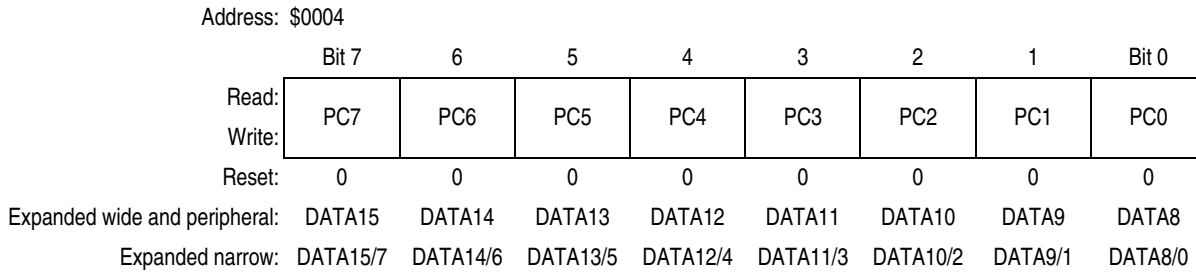 Address: $0004
Bit 7 6 5 4 3 2 1 Bit 0
Read:
PC7 PC6 PC5 PC4 PC3 PC2 PC1 PC0
Write:
Reset: 0 0 0 0 0 0 0 0
Expanded wide and peripheral: DATA15 DATA14 DATA13 DATA12 DATA11 DATA10 DATA9 DATA8
Expanded narrow: DATA15/7 DATA14/6 DATA13/5 DATA12/4 DATA11/3 DATA10/2 DATA9/1 DATA8/0